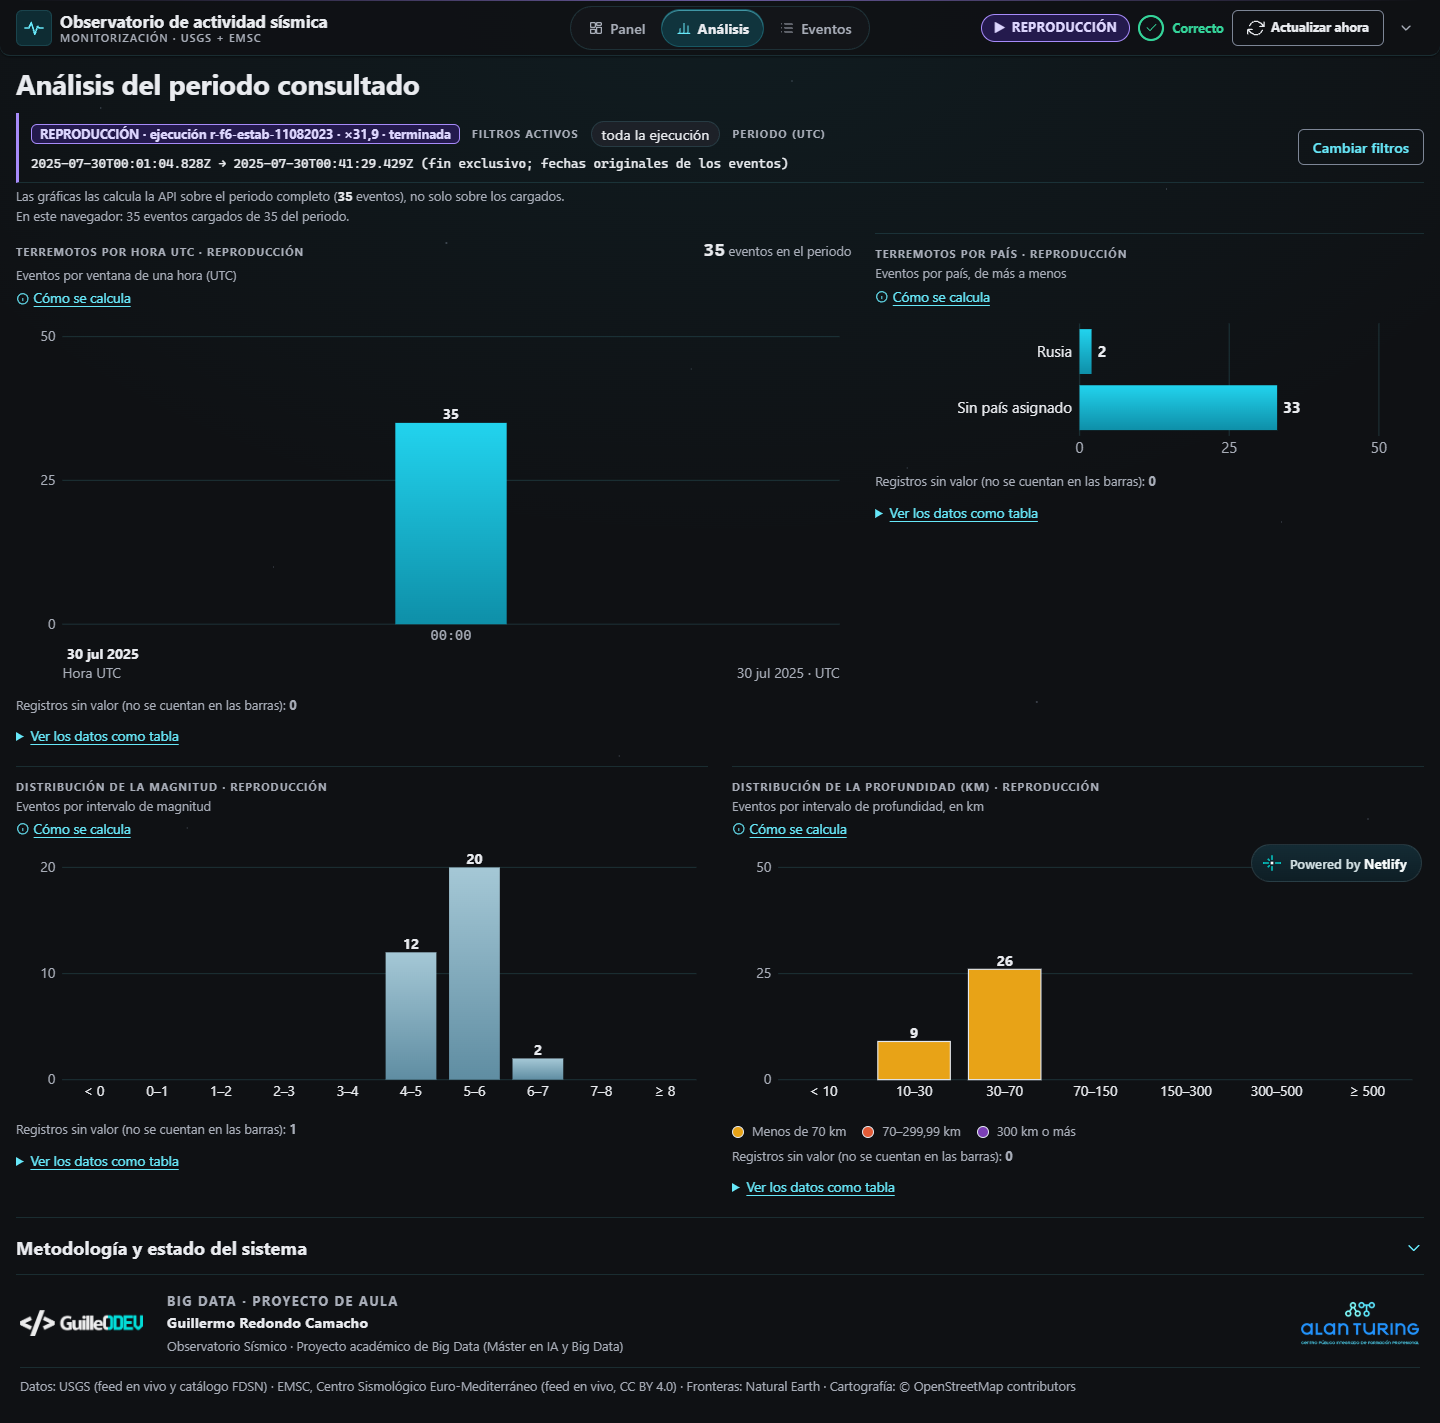 Observatorio de actividad sísmica
MONITORIZACIÓN · USGS + EMSC
Panel
Análisis
Eventos
▶ REPRODUCCIÓN
Correcto
Actualizar ahora
Análisis del periodo consultado
REPRODUCCIÓN · ejecución r-f6-estab-11082023 · ×31,9 · terminada
FILTROS ACTIVOS
toda la ejecución
PERIODO (UTC)
2025-07-30T00:01:04.828Z → 2025-07-30T00:41:29.429Z (fin exclusivo; fechas originales de los eventos)
Cambiar filtros
Las gráficas las calcula la API sobre el periodo completo (35 eventos), no solo sobre los cargados.
En este navegador: 35 eventos cargados de 35 del periodo.
TERREMOTOS POR HORA UTC · REPRODUCCIÓN
35 eventos en el periodo
Eventos por ventana de una hora (UTC)
Cómo se calcula
50
25
0
35
00:00
30 jul 2025
Hora UTC
30 jul 2025 · UTC
Registros sin valor (no se cuentan en las barras): 0
▶ Ver los datos como tabla
TERREMOTOS POR PAÍS · REPRODUCCIÓN
Eventos por país, de más a menos
Cómo se calcula
Rusia
2
Sin país asignado
33
0
25
50
Registros sin valor (no se cuentan en las barras): 0
▶ Ver los datos como tabla
DISTRIBUCIÓN DE LA MAGNITUD · REPRODUCCIÓN
Eventos por intervalo de magnitud
Cómo se calcula
20
10
0
12
20
2
< 0
0–1
1–2
2–3
3–4
4–5
5–6
6–7
7–8
≥ 8
Registros sin valor (no se cuentan en las barras): 1
▶ Ver los datos como tabla
DISTRIBUCIÓN DE LA PROFUNDIDAD (KM) · REPRODUCCIÓN
Eventos por intervalo de profundidad, en km
Cómo se calcula
Powered by Netlify
50
25
0
9
26
< 10
10–30
30–70
70–150
150–300
300–500
≥ 500
Menos de 70 km
70–299,99 km
300 km o más
Registros sin valor (no se cuentan en las barras): 0
▶ Ver los datos como tabla
Metodología y estado del sistema
</> GuilleDEV
BIG DATA · PROYECTO DE AULA
Guillermo Redondo Camacho
Observatorio Sísmico · Proyecto académico de Big Data (Máster en IA y Big Data)
ALAN TURING
Datos: USGS (feed en vivo y catálogo FDSN) · EMSC, Centro Sismológico Euro-Mediterráneo (feed en vivo, CC BY 4.0) · Fronteras: Natural Earth · Cartografía: © OpenStreetMap contributors